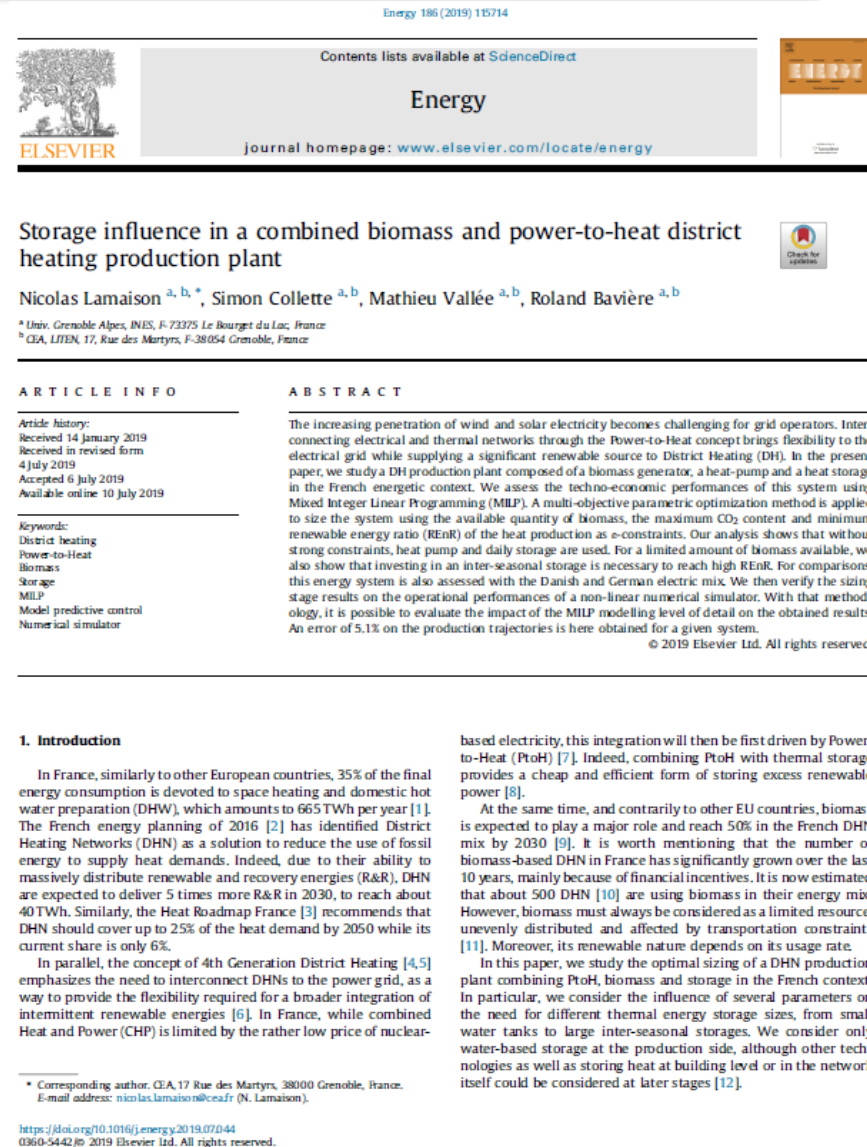 Energy 186 (2019) 115714
Contents lists available at ScienceDirect
Energy
journal homepage: www.elsevier.com/locate/energy
ELSEVIER
ENERGY
Storage influence in a combined biomass and power-to-heat district
heating production plant
Check for
updates
Nicolas Lamaison a, b, *, Simon Collette a, b, Mathieu Vallée a, b, Roland Bavière a, b
a Univ. Grenoble Alpes, INES, F-73375 Le Bourget du Lac, France
b CEA, LITEN, 17, Rue des Martyrs, F-38054 Grenoble, France
ARTICLE INFO
Article history:
Received 14 January 2019
Received in revised form
4 July 2019
Accepted 6 July 2019
Available online 10 July 2019
Keywords:
District heating
Power-to-Heat
Biomass
Storage
MILP
Model predictive control
Numerical simulator
ABSTRACT
The increasing penetration of wind and solar electricity becomes challenging for grid operators. Inter
connecting electrical and thermal networks through the Power-to-Heat concept brings flexibility to the
electrical grid while supplying a significant renewable source to District Heating (DH). In the presen
paper, we study a DH production plant composed of a biomass generator, a heat-pump and a heat storage
in the French energetic context. We assess the techno-economic performances of this system using
Mixed Integer Linear Programming (MILP). A multi-objective parametric optimization method is applie
to size the system using the available quantity of biomass, the maximum CO2 content and minimum
renewable energy ratio (REnR) of the heat production as ε-constraints. Our analysis shows that withou
strong constraints, heat pump and daily storage are used. For a limited amount of biomass available, we
also show that investing in an inter-seasonal storage is necessary to reach high REnR. For comparisons
this energy system is also assessed with the Danish and German electric mix. We then verify the sizing
stage results on the operational performances of a non-linear numerical simulator. With that method
ology, it is possible to evaluate the impact of the MILP modelling level of detail on the obtained results
An error of 5.1% on the production trajectories is here obtained for a given system.
© 2019 Elsevier Ltd. All rights reserved
1. Introduction
In France, similarly to other European countries, 35% of the final
energy consumption is devoted to space heating and domestic hot
water preparation (DHW), which amounts to 665 TWh per year [1].
The French energy planning of 2016 [2] has identified District
Heating Networks (DHN) as a solution to reduce the use of fossil
energy to supply heat demands. Indeed, due to their ability to
massively distribute renewable and recovery energies (R&R), DHN
are expected to deliver 5 times more R&R in 2030, to reach about
40 TWh. Similarly, the Heat Roadmap France [3] recommends that
DHN should cover up to 25% of the heat demand by 2050 while its
current share is only 6%.
In parallel, the concept of 4th Generation District Heating [4,5]
emphasizes the need to interconnect DHNs to the power grid, as a
way to provide the flexibility required for a broader integration of
intermittent renewable energies [6]. In France, while combined
Heat and Power (CHP) is limited by the rather low price of nuclear-
based electricity, this integration will then be first driven by Power
to-Heat (PtoH) [7]. Indeed, combining PtoH with thermal storage
provides a cheap and efficient form of storing excess renewable
power [8].
At the same time, and contrarily to other EU countries, biomas
is expected to play a major role and reach 50% in the French DHN
mix by 2030 [9]. It is worth mentioning that the number o
biomass-based DHN in France has significantly grown over the las
10 years, mainly because of financial incentives. It is now estimated
that about 500 DHN [10] are using biomass in their energy mix
However, biomass must always be considered as a limited resource
unevenly distributed and affected by transportation constraint
[11]. Moreover, its renewable nature depends on its usage rate.
In this paper, we study the optimal sizing of a DHN production
plant combining PtoH, biomass and storage in the French context
In particular, we consider the influence of several parameters on
the need for different thermal energy storage sizes, from smal
water tanks to large inter-seasonal storages. We consider only
water-based storage at the production side, although other tech
nologies as well as storing heat at building level or in the network
itself could be considered at later stages [12].
* Corresponding author. CEA, 17 Rue des Martyrs, 38000 Grenoble, France.
E-mail address: nicolas.lamaison@cea.fr (N. Lamaison).
https://doi.org/10.1016/j.energy.2019.07.044
0360-5442/© 2019 Elsevier Ltd. All rights reserved.